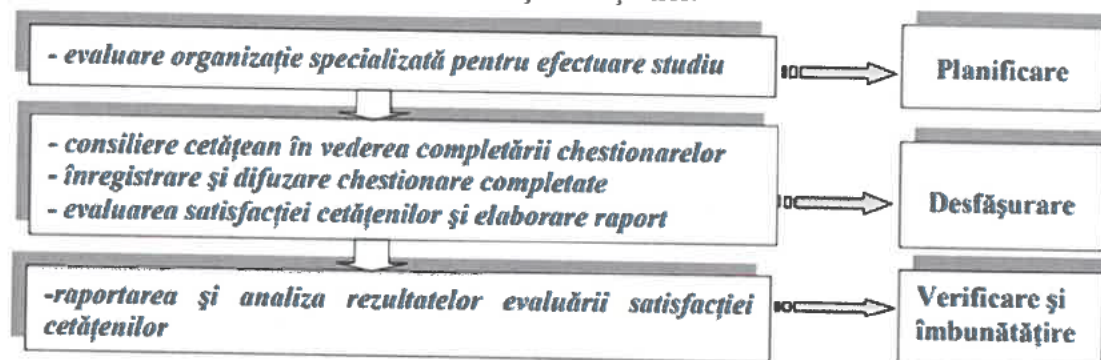 - evaluare organizație specializată pentru efectuare studiu
Planificare
- consiliere cetățean în vederea completării chestionarelor
- înregistrare și difuzare chestionare completate
- evaluarea satisfacției cetățenilor și elaborare raport
Desfășurare
-raportarea și analiza rezultatelor evaluării satisfacției
cetățenilor
Verificare și
îmbunătățire